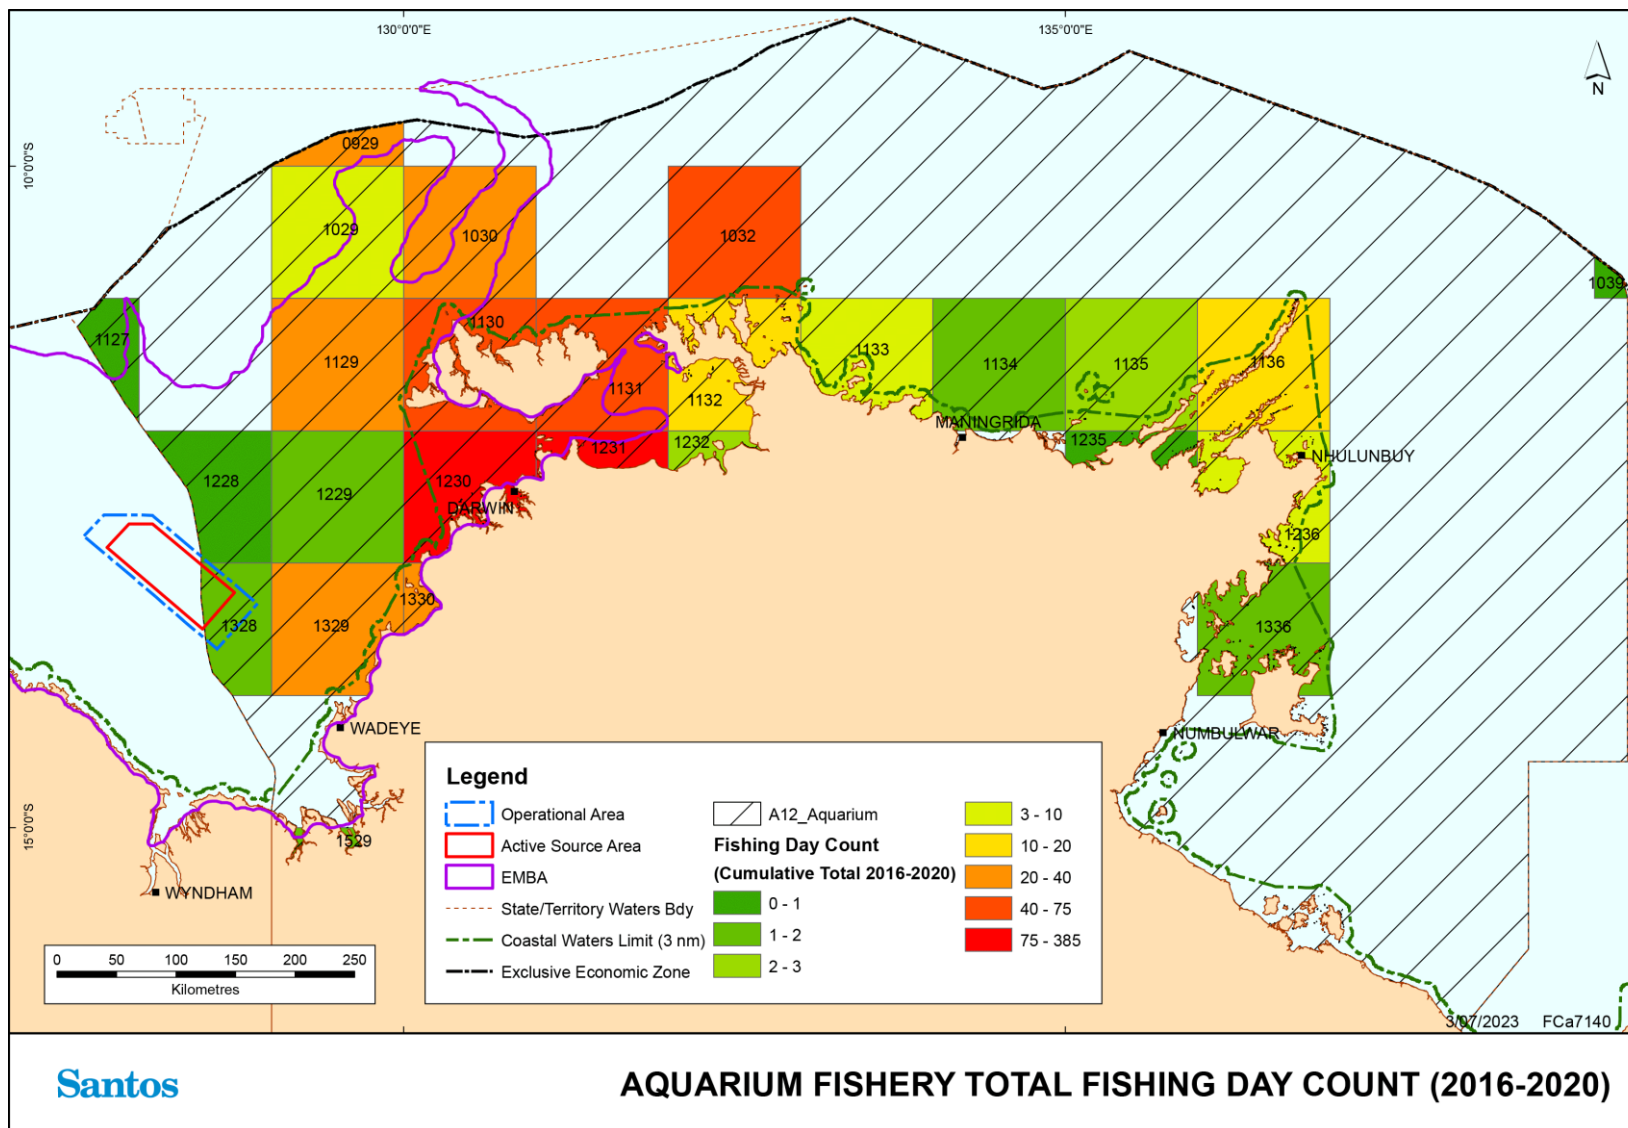 130°0'0"E
135°0'0"E
N
10°0'0"S
15°0'0"S
0929
1029
1030
1032
1039
1127
1129
1130
1131
1132
1133
1134
1135
1136
1228
1229
1230
1231
1232
MANINGRIDA
1235
NHULUNBUY
1236
DARWIN
1328
1329
1330
1336
WADEYE
NUMBULWAR
1529
WYNDHAM
Legend
Operational Area
Active Source Area
EMBA
State/Territory Waters Bdy
Coastal Waters Limit (3 nm)
Exclusive Economic Zone
A12_Aquarium
Fishing Day Count
(Cumulative Total 2016-2020)
0 - 1
1 - 2
2 - 3
3 - 10
10 - 20
20 - 40
40 - 75
75 - 385
0 50 100 150 200 250
Kilometres
3/07/2023 FCa7140
Santos
AQUARIUM FISHERY TOTAL FISHING DAY COUNT (2016-2020)